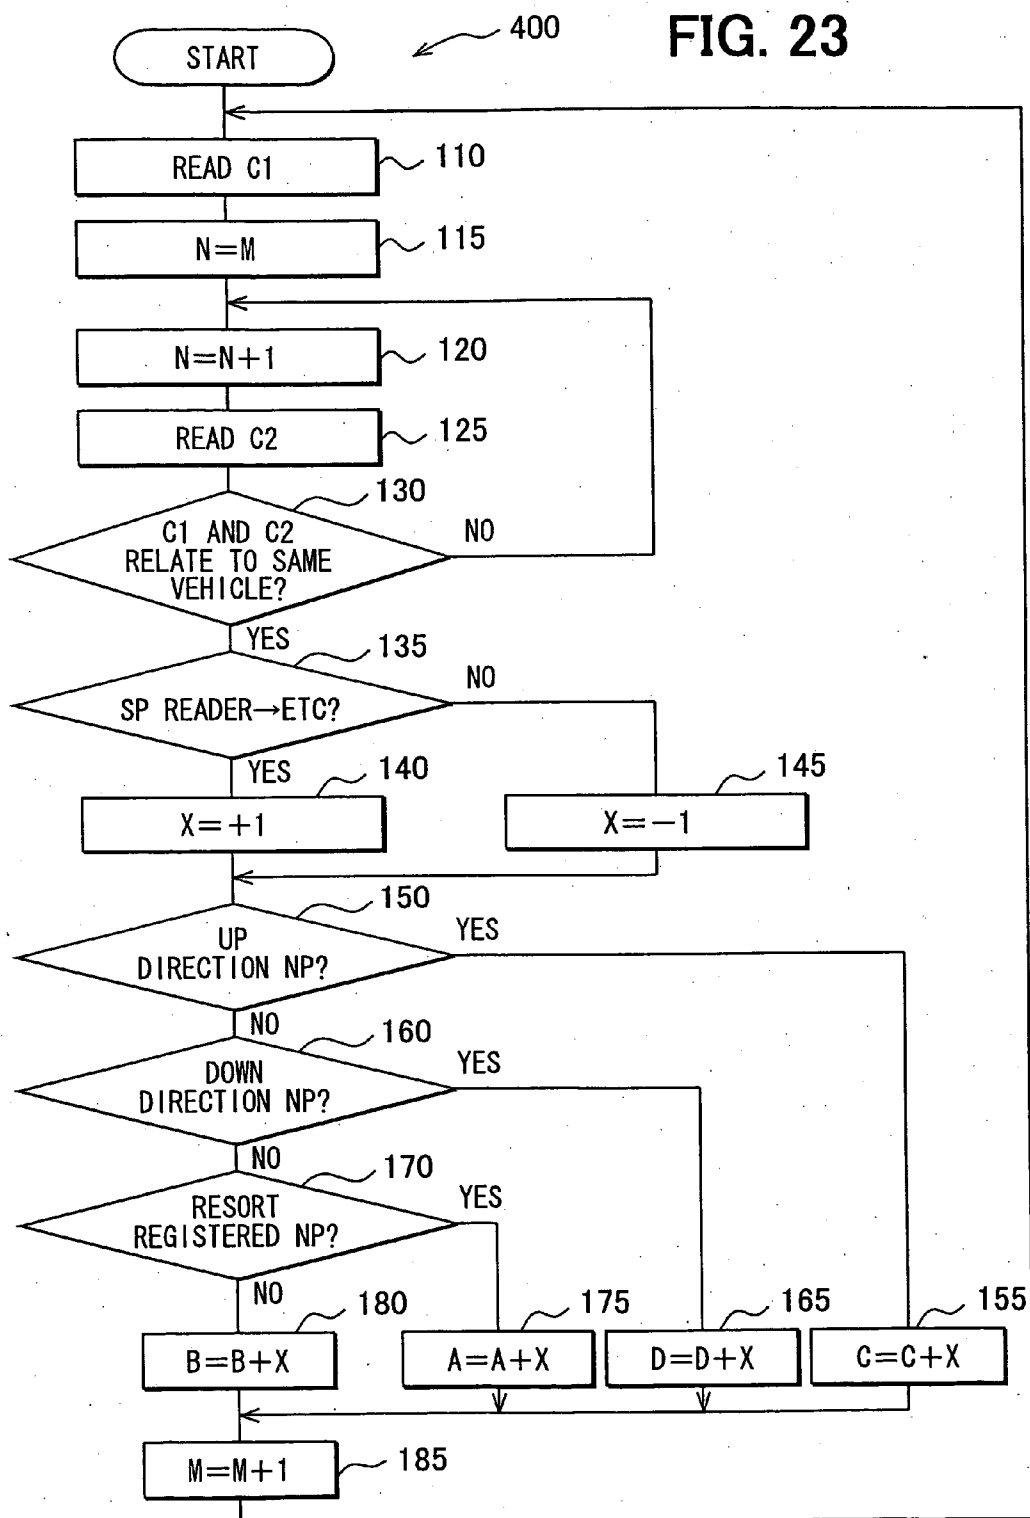 FIG. 23
400
START
READ C1
110
N=M
115
N=N+1
120
READ C2
125
130
C1 AND C2
RELATE TO SAME
VEHICLE?
NO
YES
135
SP READER→ETC?
NO
YES
140
X=+1
145
X=−1
150
UP
DIRECTION NP?
YES
NO
160
DOWN
DIRECTION NP?
YES
NO
170
RESORT
REGISTERED NP?
YES
NO
180
B=B+X
175
A=A+X
165
D=D+X
155
C=C+X
M=M+1
185